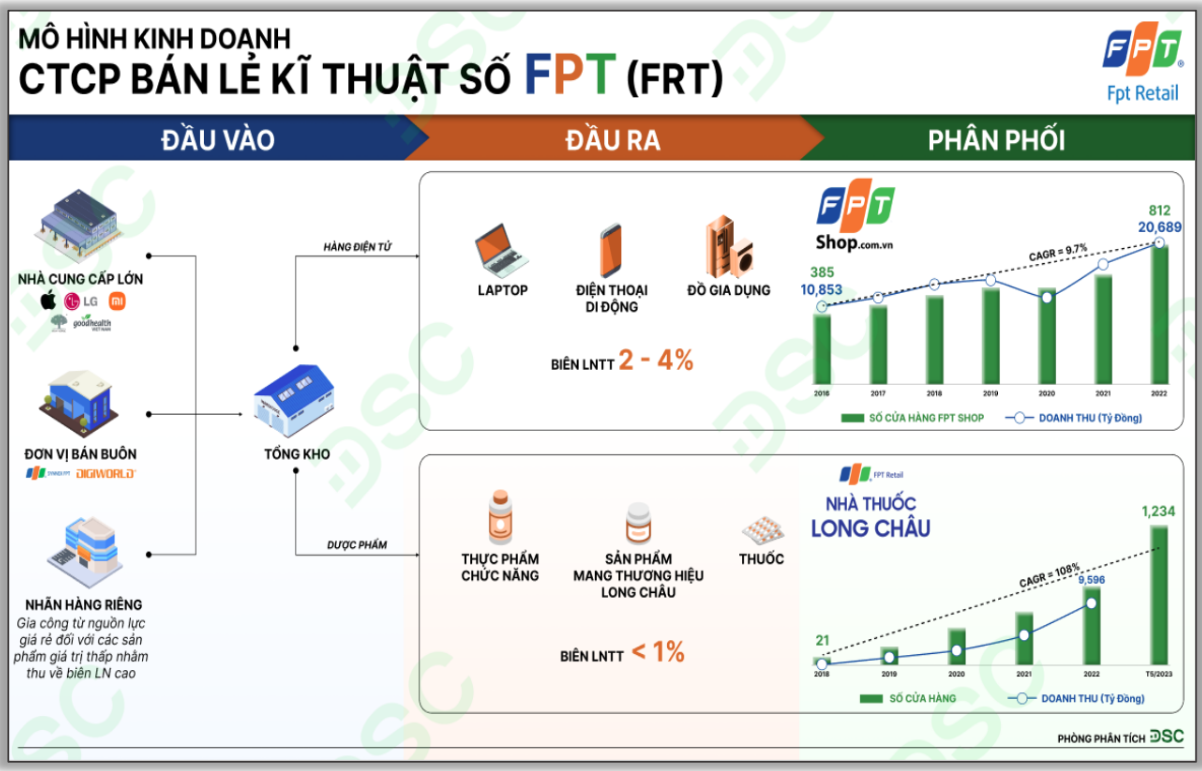 MÔ HÌNH KINH DOANH
CTCP BÁN LẺ KĨ THUẬT SỐ FPT (FRT)
FPT
Fpt Retail
ĐẦU VÀO
ĐẦU RA
PHÂN PHỐI
NHÀ CUNG CẤP LỚN
LG
mi
goodhealth
ĐƠN VỊ BÁN BUÔN
DIGIWORLD
NHÃN HÀNG RIÊNG
Gia công từ nguồn lực
giá rẻ đối với các sản
phẩm giá trị thấp nhằm
thu về biên LN cao
TỔNG KHO
HÀNG ĐIỆN TỬ
DƯỢC PHẨM
LAPTOP
ĐIỆN THOẠI
DI ĐỘNG
ĐỒ GIA DỤNG
BIÊN LNTT 2 - 4%
FPT
Shop.com.vn
385
10,853
CAGR = 9.7%
812
20,689
2016 2017 2018 2019 2020 2021 2022
SỐ CỬA HÀNG FPT SHOP
DOANH THU (Tỷ Đồng)
THỰC PHẨM
CHỨC NĂNG
SẢN PHẨM
MANG THƯƠNG HIỆU
LONG CHÂU
THUỐC
BIÊN LNTT < 1%
FPT Retail
NHÀ THUỐC
LONG CHÂU
21
CAGR = 108%
9,596
1,234
2018 2019 2020 2021 2022 T5/2023
SỐ CỬA HÀNG
DOANH THU (Tỷ Đồng)
PHÒNG PHÂN TÍCH DSC